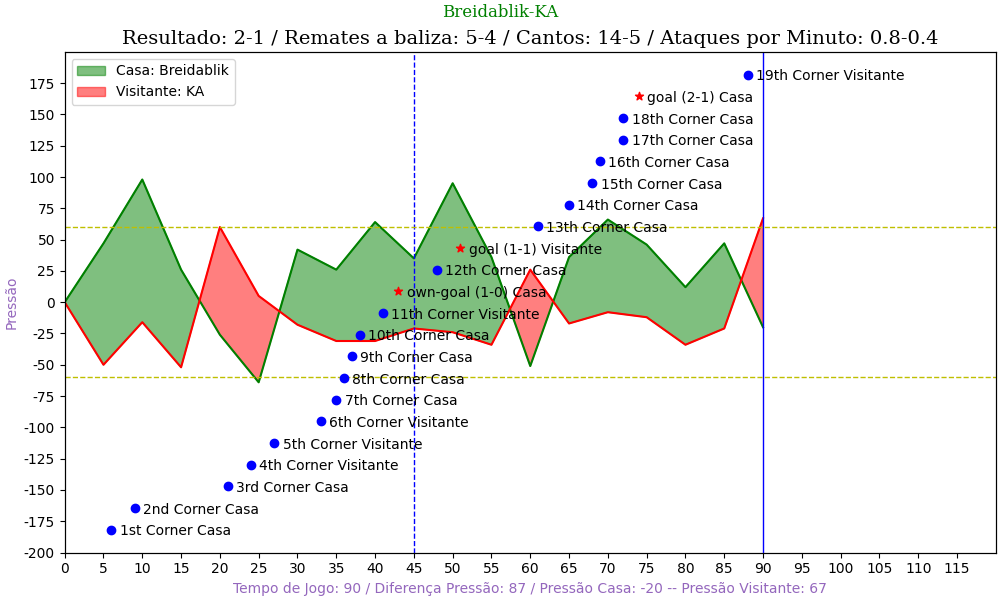 Breidablik-KA
Resultado: 2-1 / Remates a baliza: 5-4 / Cantos: 14-5 / Ataques por Minuto: 0.8-0.4
Casa: Breidablik
Visitante: KA
19th Corner Visitante
goal (2-1) Casa
18th Corner Casa
17th Corner Casa
16th Corner Casa
15th Corner Casa
14th Corner Casa
13th Corner Casa
goal (1-1) Visitante
12th Corner Casa
own-goal (1-0) Casa
11th Corner Visitante
10th Corner Casa
9th Corner Casa
8th Corner Casa
7th Corner Casa
6th Corner Visitante
5th Corner Visitante
4th Corner Visitante
3rd Corner Casa
2nd Corner Casa
1st Corner Casa
Pressão
175
150
125
100
75
50
25
0
-25
-50
-75
-100
-125
-150
-175
-200
0 5 10 15 20 25 30 35 40 45 50 55 60 65 70 75 80 85 90 95 100 105 110 115
Tempo de Jogo: 90 / Diferença Pressão: 87 / Pressão Casa: -20 -- Pressão Visitante: 67